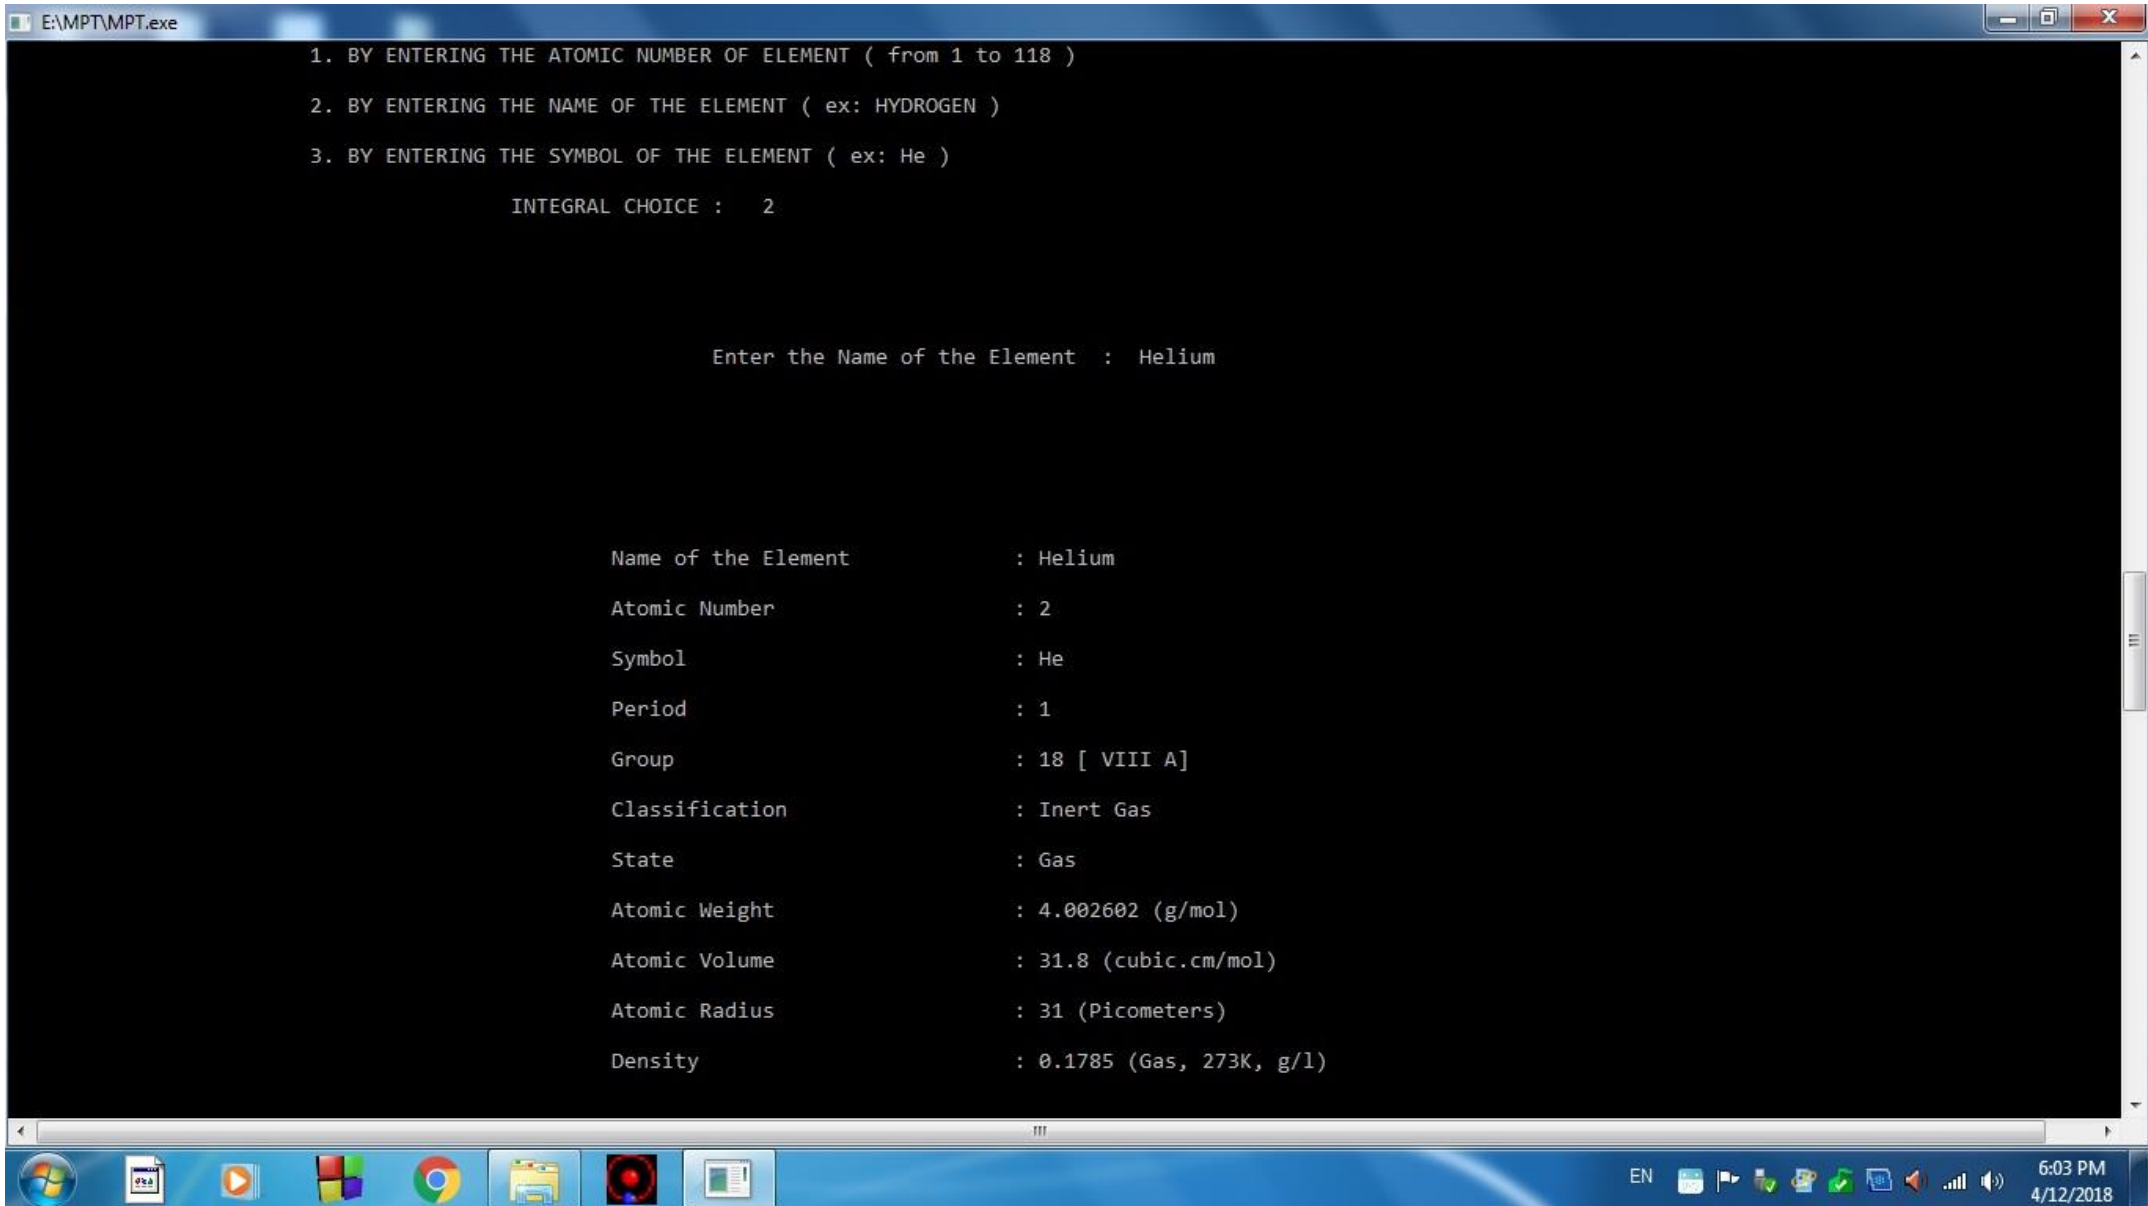 E:\MPT\MPT.exe
1. BY ENTERING THE ATOMIC NUMBER OF ELEMENT ( from 1 to 118 )
2. BY ENTERING THE NAME OF THE ELEMENT ( ex: HYDROGEN )
3. BY ENTERING THE SYMBOL OF THE ELEMENT ( ex: He )
INTEGRAL CHOICE : 2
Enter the Name of the Element : Helium
Name of the Element : Helium
Atomic Number : 2
Symbol : He
Period : 1
Group : 18 [ VIII A]
Classification : Inert Gas
State : Gas
Atomic Weight : 4.002602 (g/mol)
Atomic Volume : 31.8 (cubic.cm/mol)
Atomic Radius : 31 (Picometers)
Density : 0.1785 (Gas, 273K, g/l)
EN
6:03 PM
4/12/2018